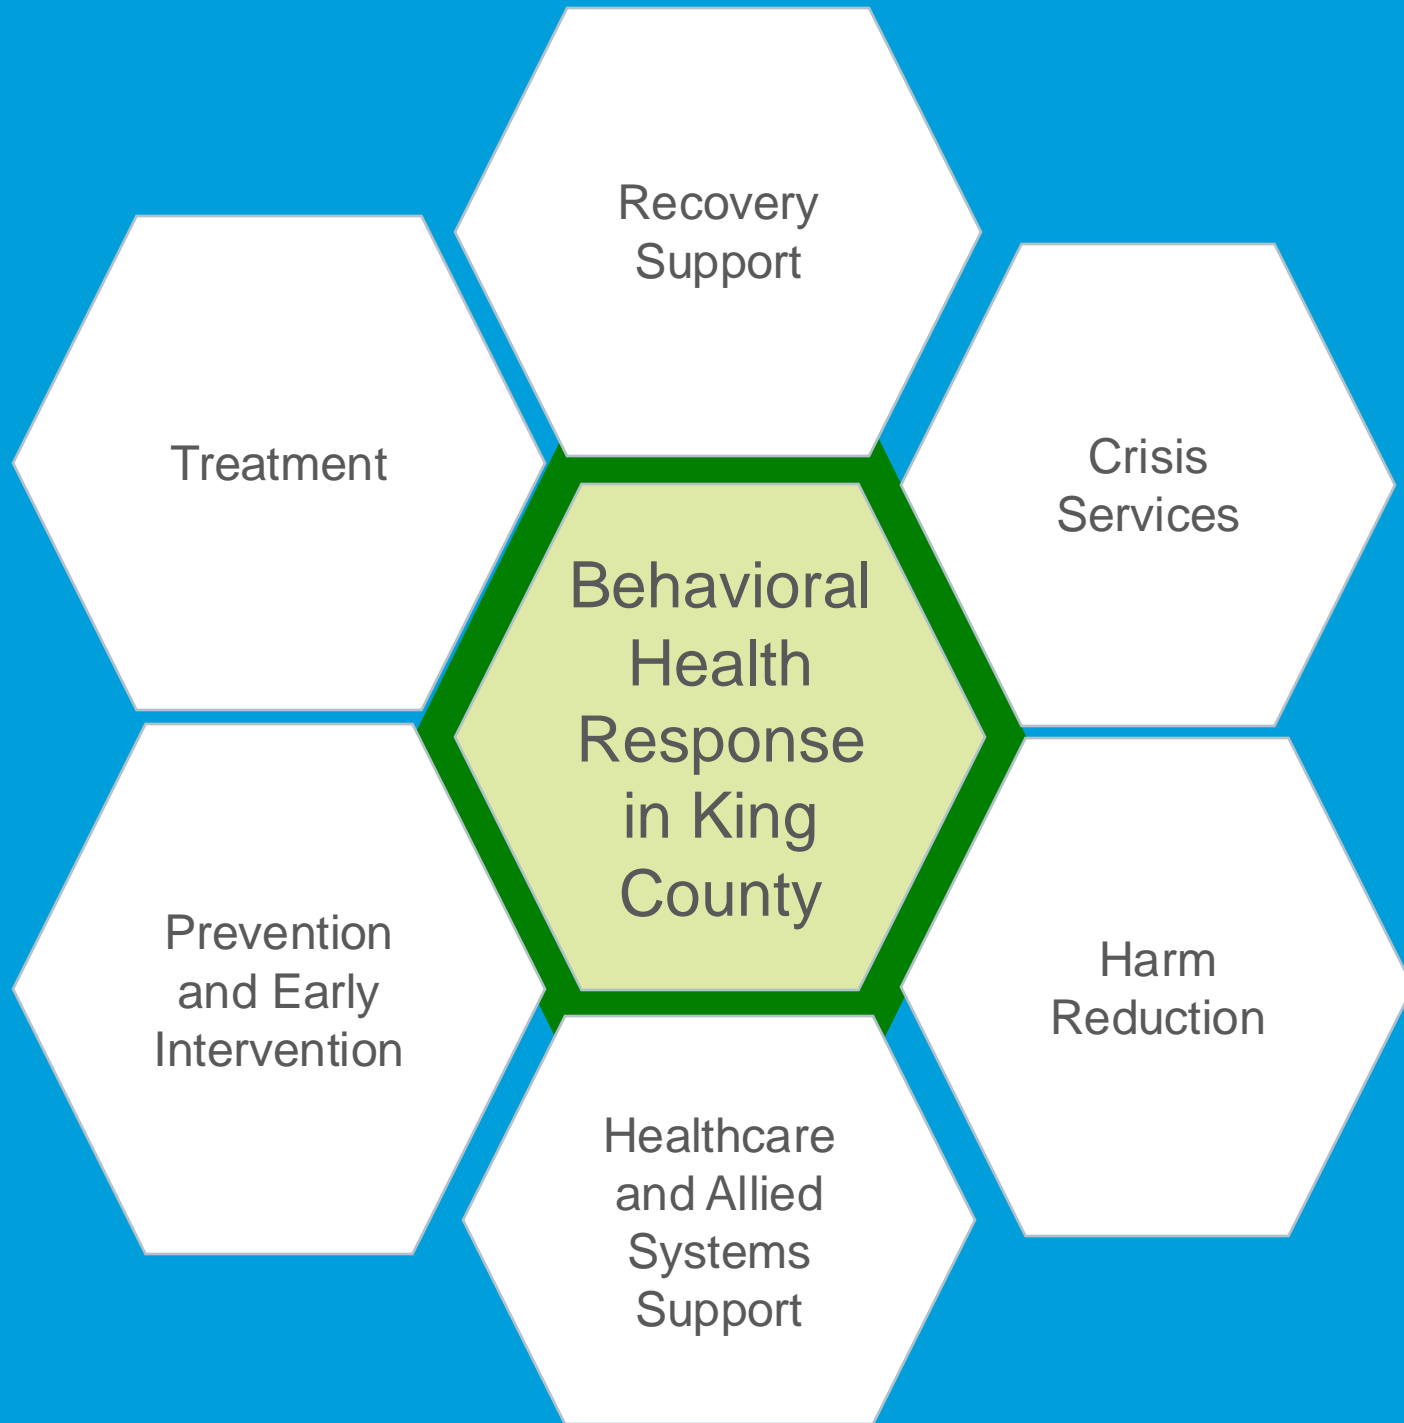 Recovery
Support
Treatment
Crisis
Services
Behavioral
Health
Response
in King
County
Prevention
and Early
Intervention
Harm
Reduction
Healthcare
and Allied
Systems
Support